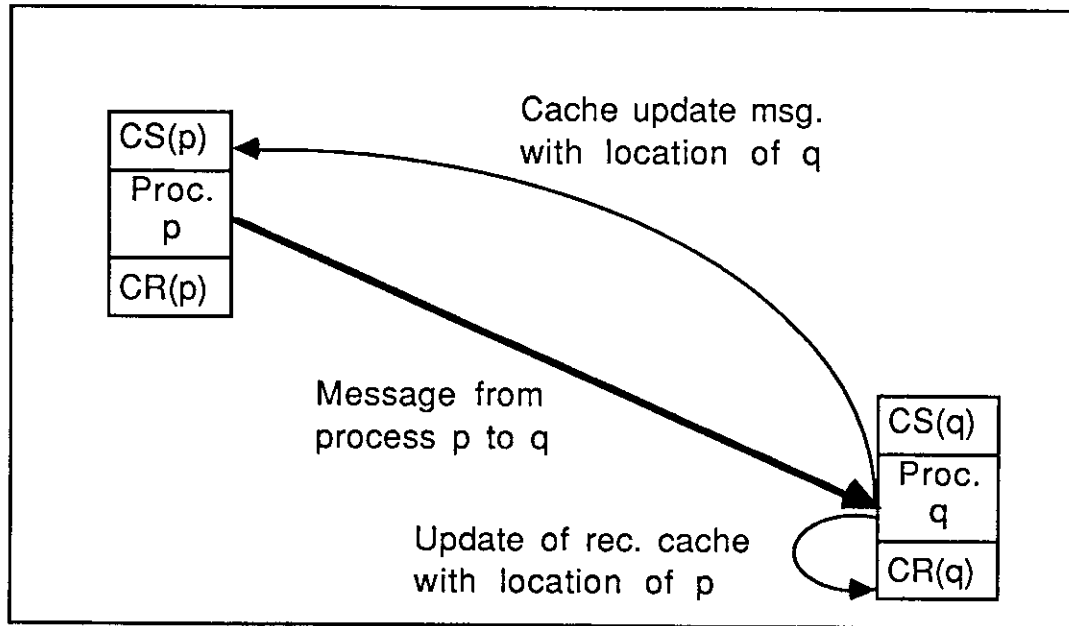 Cache update msg.
with location of q
CS(p)
Proc.
p
CR(p)
Message from
process p to q
CS(q)
Proc.
q
CR(q)
Update of rec. cache
with location of p